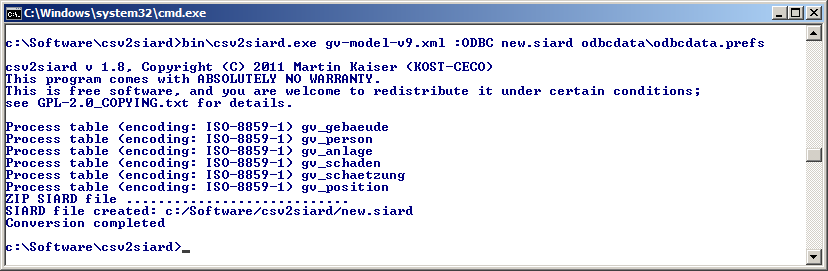 C:\Windows\system32\cmd.exe
c:\Software\csv2siard>bin\csv2siard.exe gv-model-v9.xml :ODBC new.siard odbcdata\odbcdata.prefs
csv2siard v 1.8, Copyright (C) 2011 Martin Kaiser (KOST-CECO)
This program comes with ABSOLUTELY NO WARRANTY.
This is free software, and you are welcome to redistribute it under certain conditions;
see GPL-2.0_COPYING.txt for details.
Process table (encoding: ISO-8859-1) gv_gebaeude
Process table (encoding: ISO-8859-1) gv_person
Process table (encoding: ISO-8859-1) gv_anlage
Process table (encoding: ISO-8859-1) gv_schaden
Process table (encoding: ISO-8859-1) gv_schaetzung
Process table (encoding: ISO-8859-1) gv_position
ZIP SIARD file ............................
SIARD file created: c:/Software/csv2siard/new.siard
Conversion completed
c:\Software\csv2siard>_